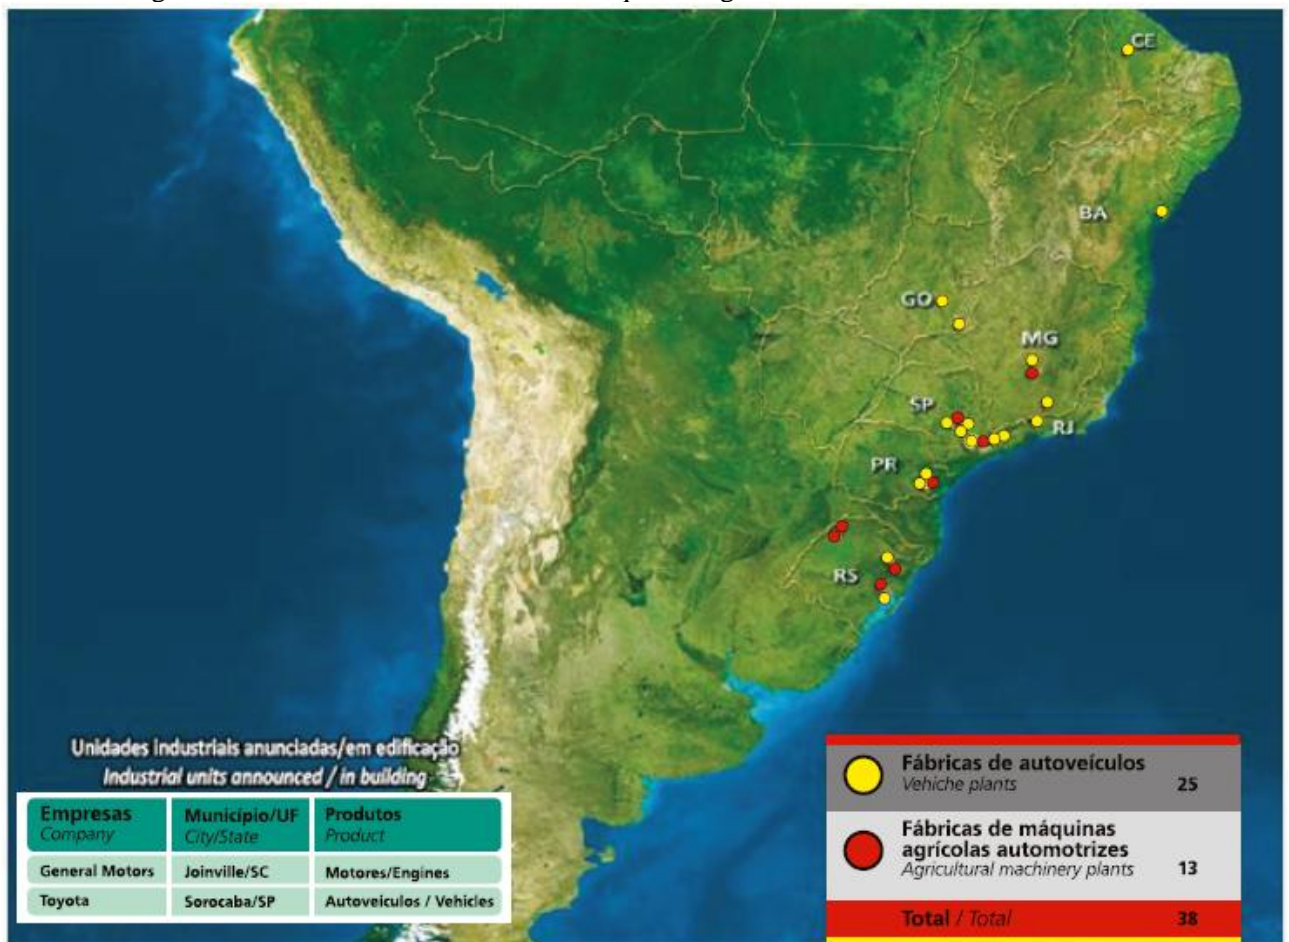 CE
BA
GO
MG
SP
RJ
PR
RS
Unidades industriais anunciadas/em edificação
Industrial units announced / in building
Empresas Município/UF Produtos
Company City/State Product
General Motors Joinville/SC Motores/Engines
Toyota Sorocaba/SP Autoveiculos / Vehicles
Fábricas de autoveículos
Vehiche plants 25
Fábricas de máquinas
agrícolas automotrizes
Agricultural machinery plants 13
Total / Total 38